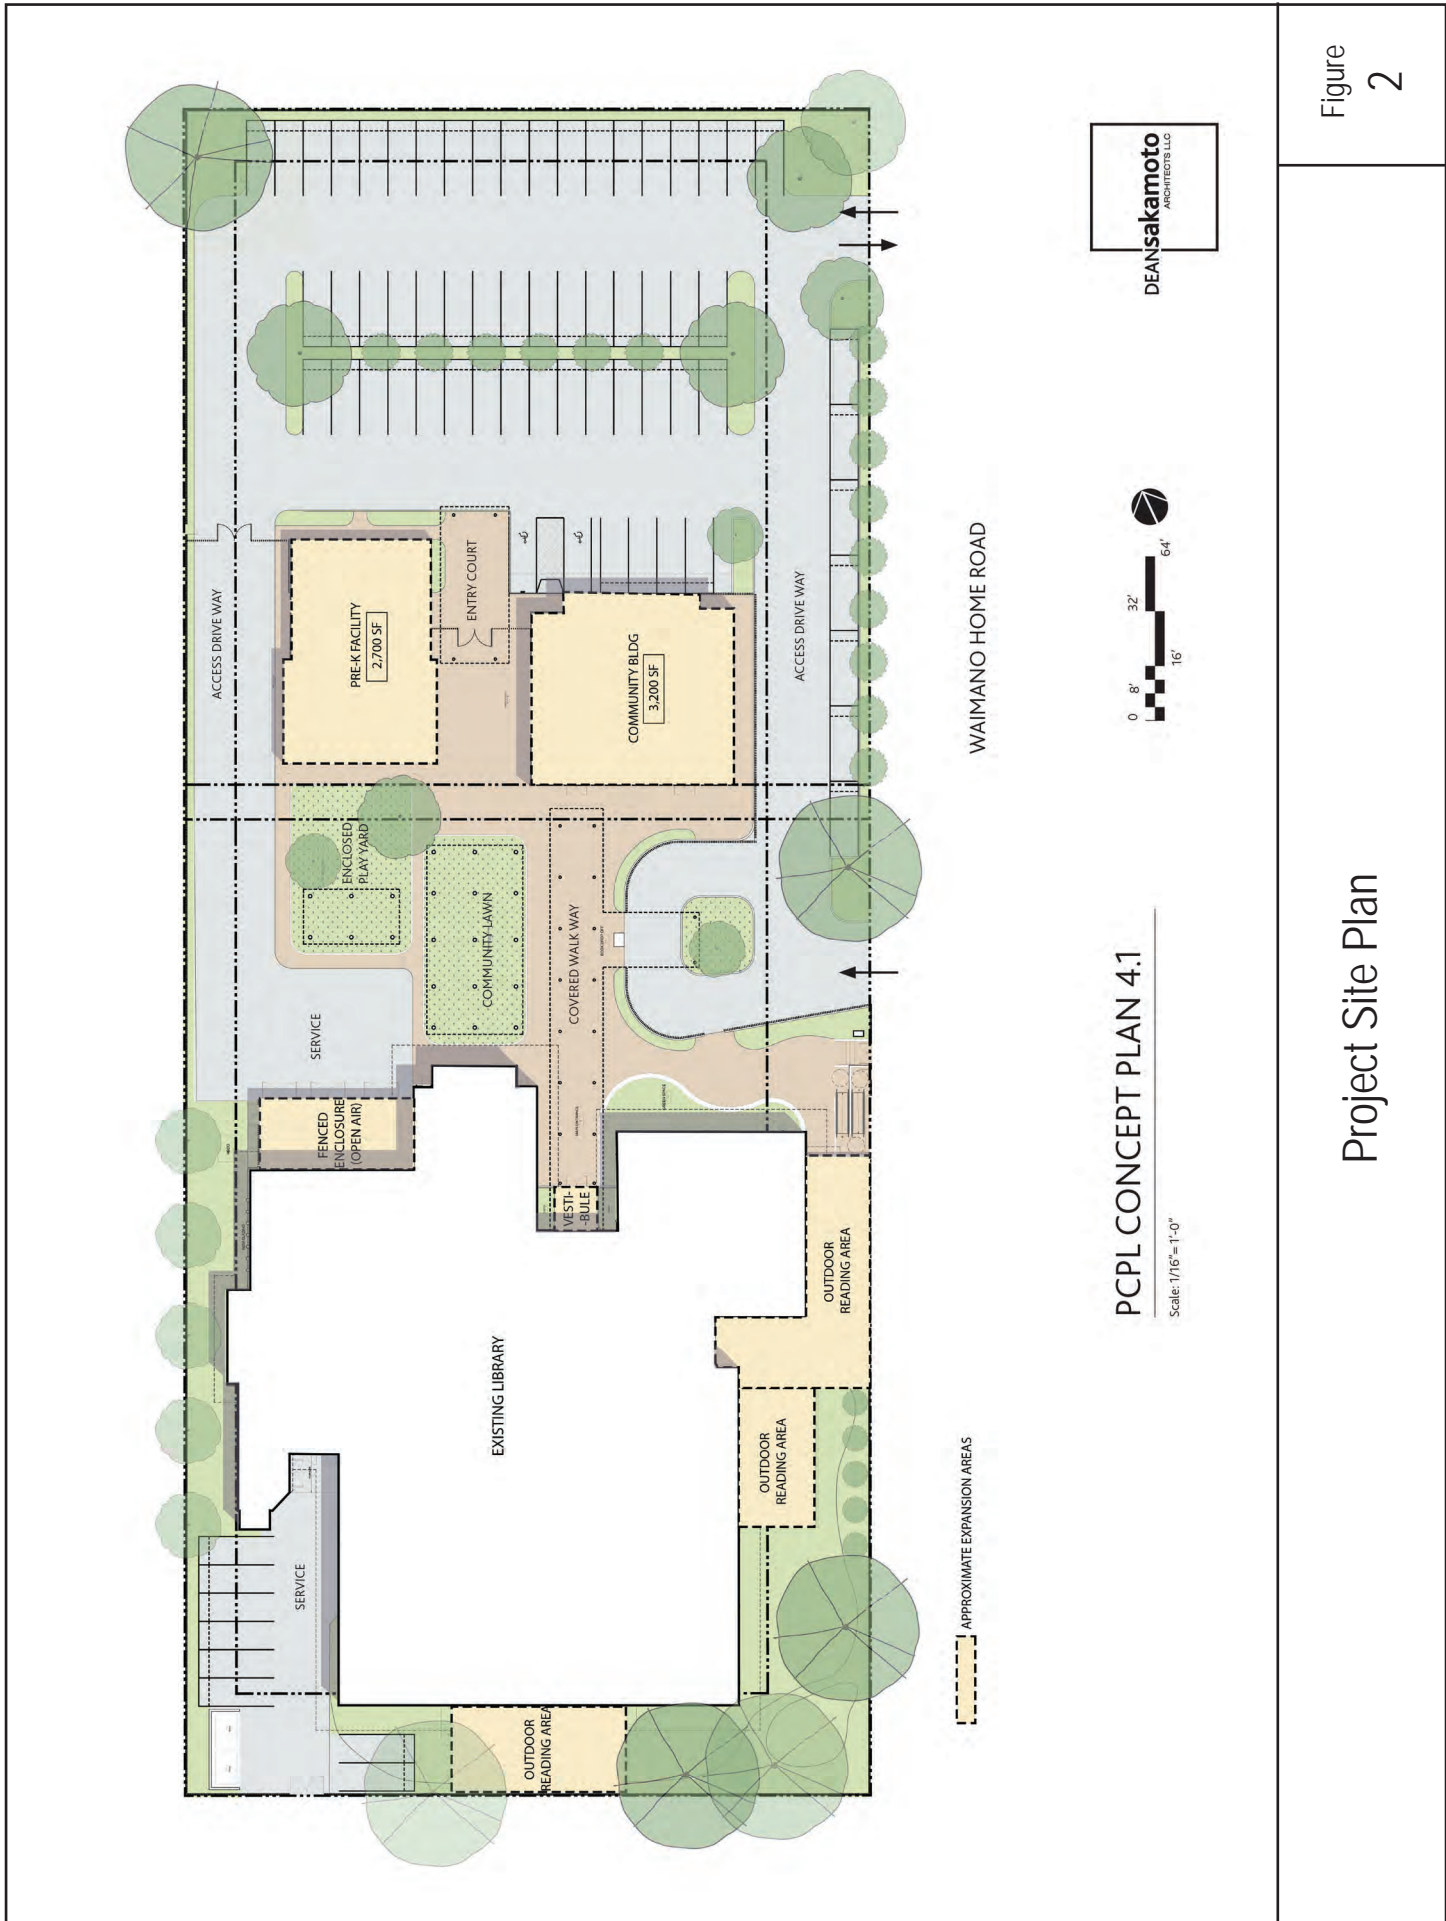 ACCESS DRIVE WAY
PRE-K FACILITY
2,700 SF
ENTRY COURT
COMMUNITY BLDG
3,200 SF
ACCESS DRIVE WAY
ENCLOSED
PLAY YARD
COMMUNITY LAWN
COVERED WALK WAY
SERVICE
FENCED
ENCLOSURE
(OPEN AIR)
VESTI-
-BULE
EXISTING LIBRARY
OUTDOOR
READING AREA
OUTDOOR
READING AREA
SERVICE
OUTDOOR
READING AREA
APPROXIMATE EXPANSION AREAS
WAIMANO HOME ROAD
PCPL CONCEPT PLAN 4.1
Scale: 1/16"= 1'-0"
0 8' 32'
16' 64'
DEANsakamoto
ARCHITECTS LLC
Project Site Plan
Figure
2